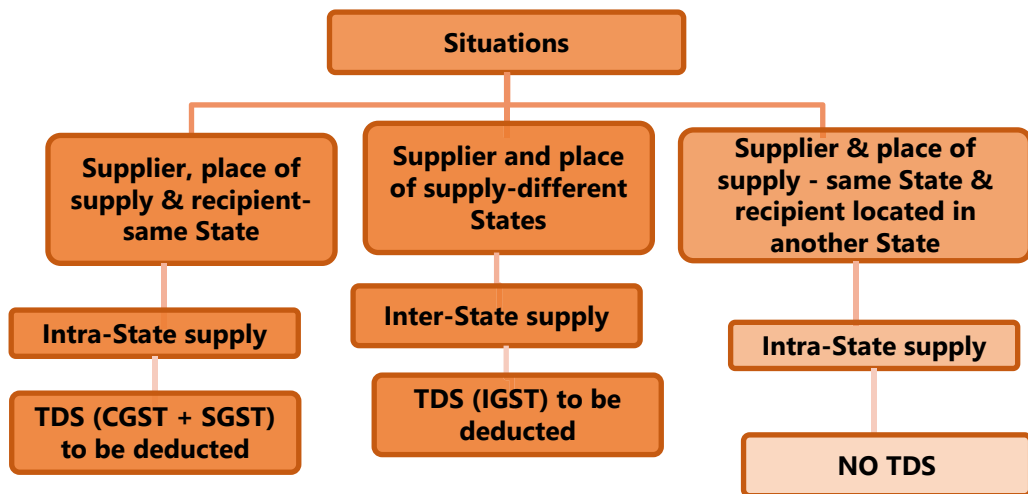 Situations
Supplier, place of
supply & recipient-
same State
Supplier and place
of supply-different
States
Supplier & place of
supply - same State &
recipient located in
another State
Intra-State supply
Inter-State supply
Intra-State supply
TDS (CGST + SGST)
to be deducted
TDS (IGST) to be
deducted
NO TDS